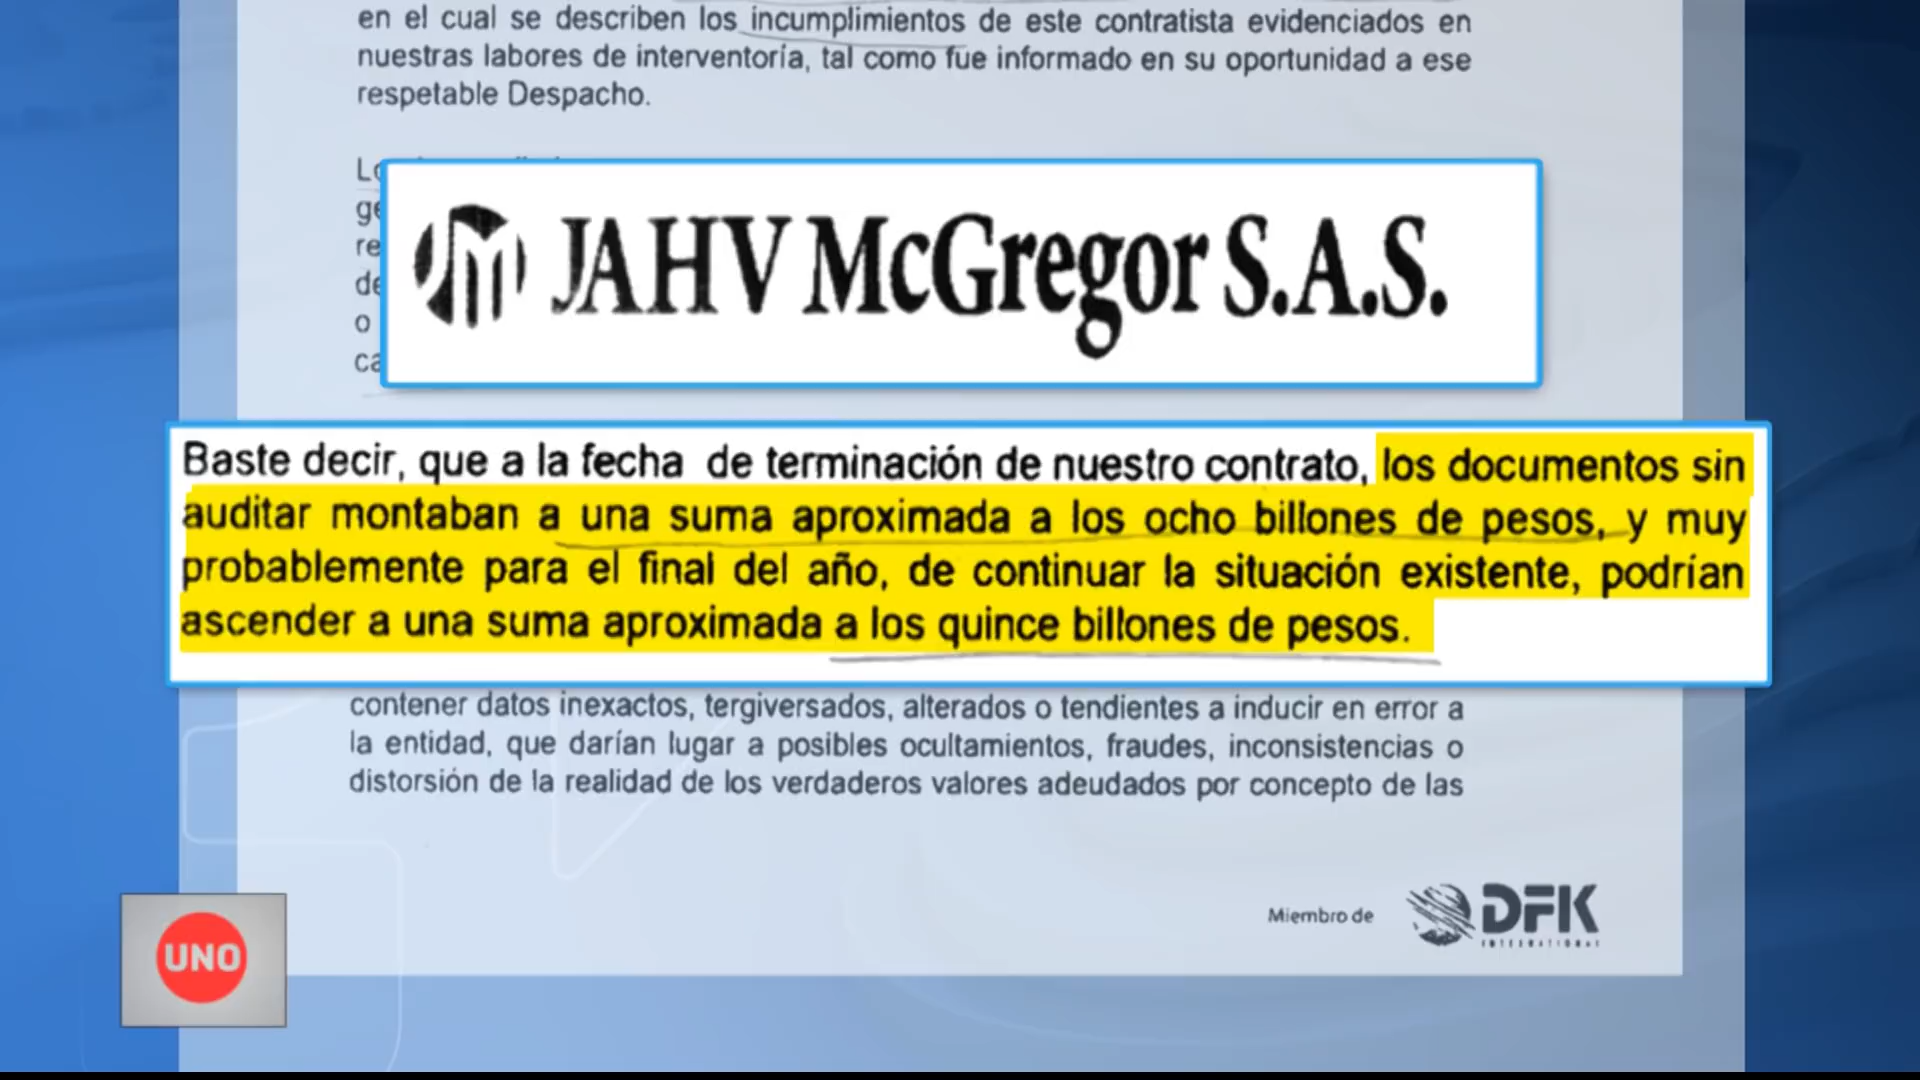 en el cual se describen los incumplimientos de este contratista evidenciados en
nuestras labores de interventoría, tal como fue informado en su oportunidad a ese
respetable Despacho.
JAHV McGregor S.A.S.
Baste decir, que a la fecha de terminación de nuestro contrato, los documentos sin
auditar montaban a una suma aproximada a los ocho billones de pesos, y muy
probablemente para el final del año, de continuar la situación existente, podrían
ascender a una suma aproximada a los quince billones de pesos.
contener datos inexactos, tergiversados, alterados o tendientes a inducir en error a
la entidad, que darían lugar a posibles ocultamientos, fraudes, inconsistencias o
distorsión de la realidad de los verdaderos valores adeudados por concepto de las
Miembro de DFK
INTERNATIONAL
UNO